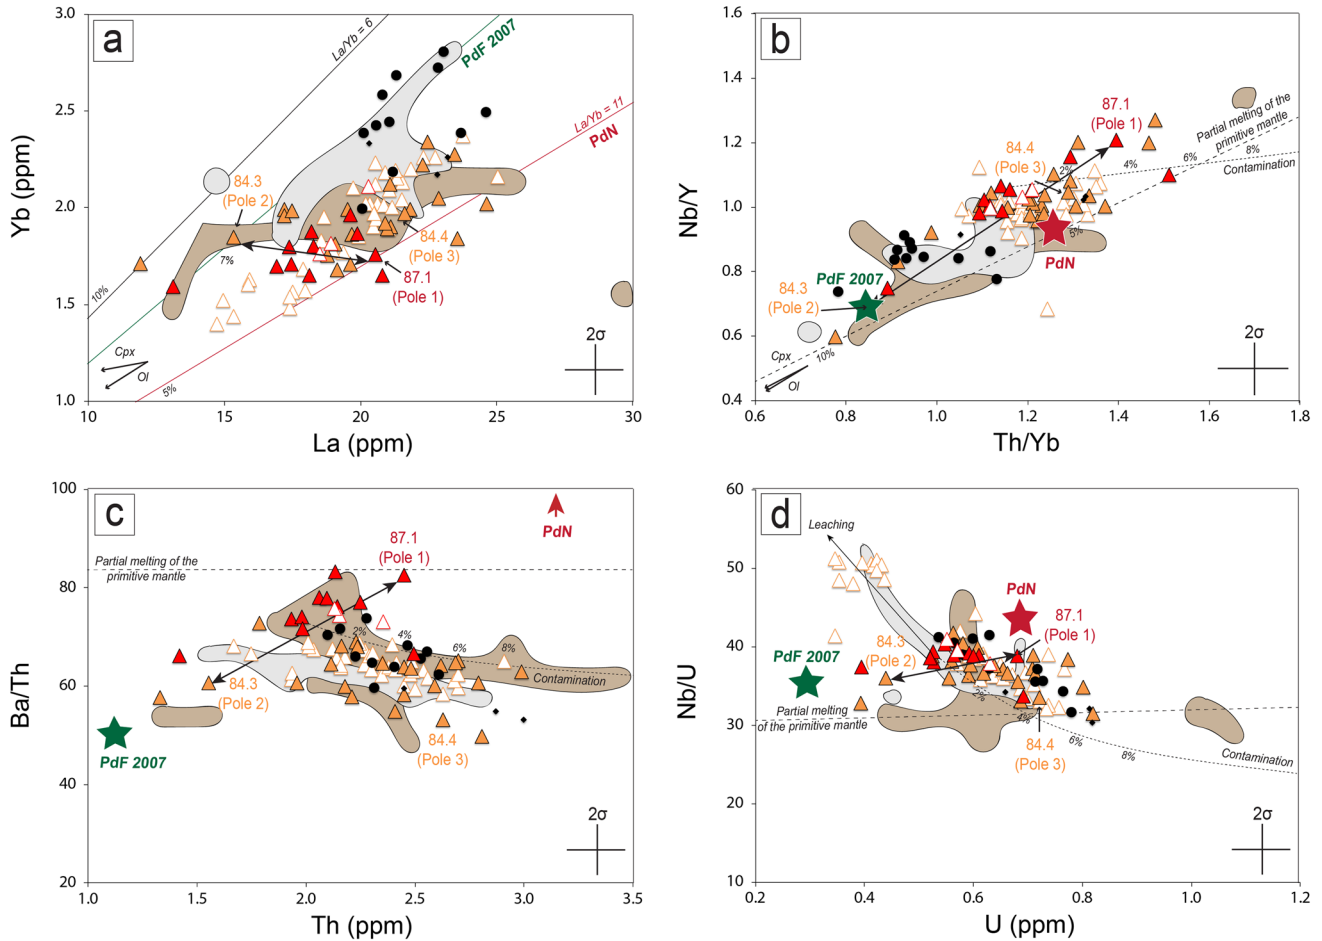 a
Yb (ppm)
3.0
2.5
2.0
1.5
1.0
10
15
20
25
30
La (ppm)
La/Yb = 6
PdF 2007
La/Yb = 11
PdN
84.3
(Pole 2)
7%
84.4
(Pole 3)
87.1
(Pole 1)
10%
Cpx
Ol
5%
2σ
b
Nb/Y
1.6
1.4
1.2
1.0
0.8
0.6
0.4
0.6
0.8
1.0
1.2
1.4
1.6
1.8
Th/Yb
87.1
(Pole 1)
84.4
(Pole 3)
Partial melting of the
primitive mantle
2%
4%
6%
8%
Contamination
5%
PdN
PdF 2007
84.3
(Pole 2)
10%
Cpx
Ol
2σ
c
Ba/Th
100
80
60
40
20
1.0
1.5
2.0
2.5
3.0
3.5
Th (ppm)
PdN
Partial melting of the
primitive mantle
87.1
(Pole 1)
2%
4%
6%
8%
Contamination
84.3
(Pole 2)
84.4
(Pole 3)
PdF 2007
2σ
d
Nb/U
60
50
40
30
20
10
0.2
0.4
0.6
0.8
1.0
1.2
U (ppm)
Leaching
PdN
87.1
(Pole 1)
84.3
(Pole 2)
PdF 2007
Partial melting
of the primitive mantle
2%
4%
6%
8%
Contamination
84.4
(Pole 3)
2σ